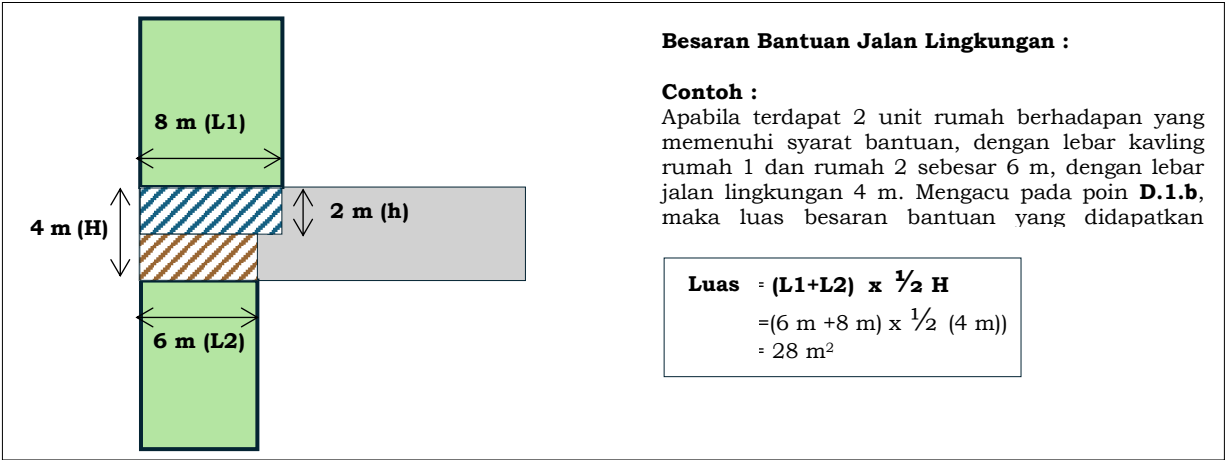 8 m (L1)
4 m (H)
2 m (h)
6 m (L2)
Besaran Bantuan Jalan Lingkungan :
Contoh :
Apabila terdapat 2 unit rumah berhadapan yang
memenuhi syarat bantuan, dengan lebar kavling
rumah 1 dan rumah 2 sebesar 6 m, dengan lebar
jalan lingkungan 4 m. Mengacu pada poin D.1.b,
maka luas besaran bantuan yang didapatkan
Luas = (L1+L2) x ½ H
=(6 m +8 m) x ½ (4 m))
= 28 m²